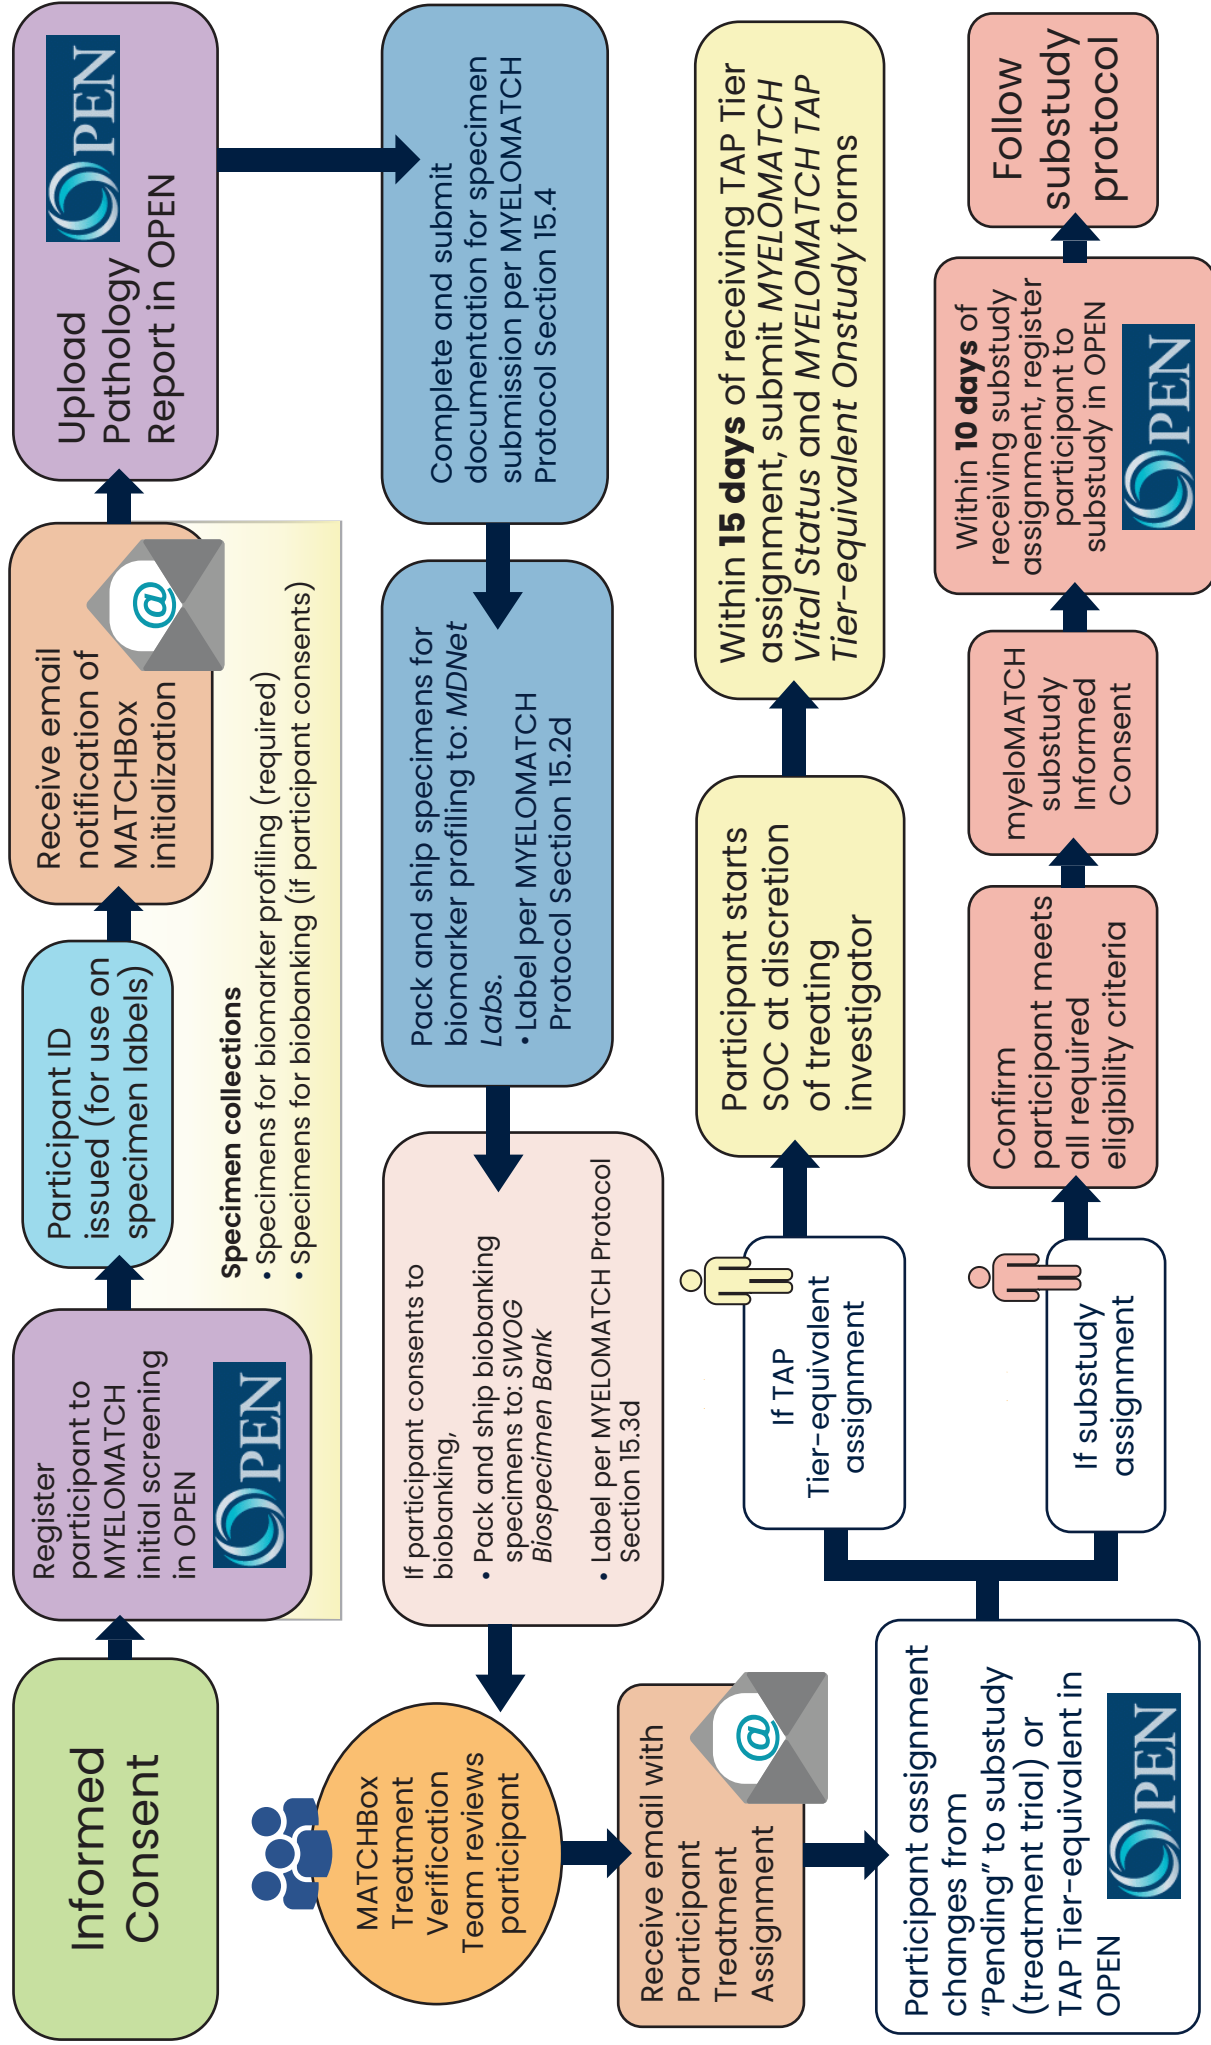 Informed
Consent
Register
participant to
MYELOMATCH
initial screening
in OPEN
OPEN
Participant ID
issued (for use on
specimen labels)
Receive email
notification of
MATCHBox
initialization
@
Upload
Pathology
Report in OPEN
OPEN
Specimen collections
• Specimens for biomarker profiling (required)
• Specimens for biobanking (if participant consents)
Complete and submit
documentation for specimen
submission per MYELOMATCH
Protocol Section 15.4
Pack and ship specimens for
biomarker profiling to: MDNet
Labs.
• Label per MYELOMATCH
Protocol Section 15.2d
If participant consents to
biobanking,
• Pack and ship biobanking
specimens to: SWOG
Biospecimen Bank
• Label per MYELOMATCH Protocol
Section 15.3d
MATCHBox
Treatment
Verification
Team reviews
participant
Receive email with
Participant
Treatment
Assignment
@
Participant assignment
changes from
“Pending” to substudy
(treatment trial) or
TAP Tier-equivalent in
OPEN
OPEN
If TAP
Tier-equivalent
assignment
Participant starts
SOC at discretion
of treating
investigator
Within 15 days of receiving TAP Tier
assignment, submit MYELOMATCH
Vital Status and MYELOMATCH TAP
Tier-equivalent Onstudy forms
If substudy
assignment
Confirm
participant meets
all required
eligibility criteria
myeloMATCH
substudy
Informed
Consent
Within 10 days of
receiving substudy
assignment, register
participant to
substudy in OPEN
OPEN
Follow
substudy
protocol